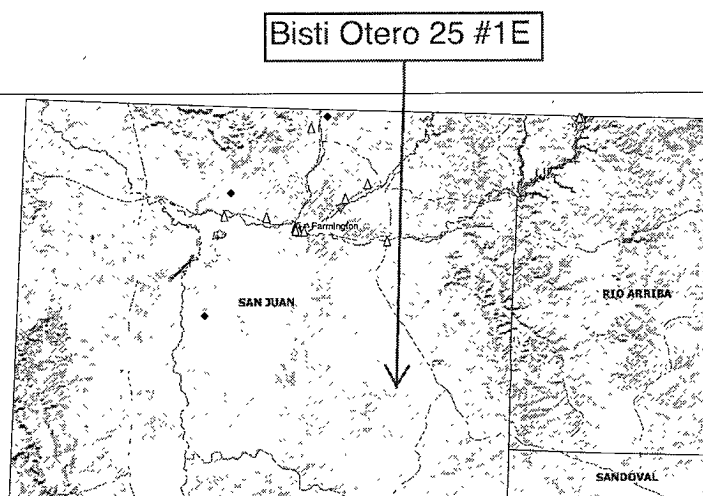 Bisti Otero 25 #1E
Farmington
SAN JUAN
RIO ARRIBA
SANDOVAL